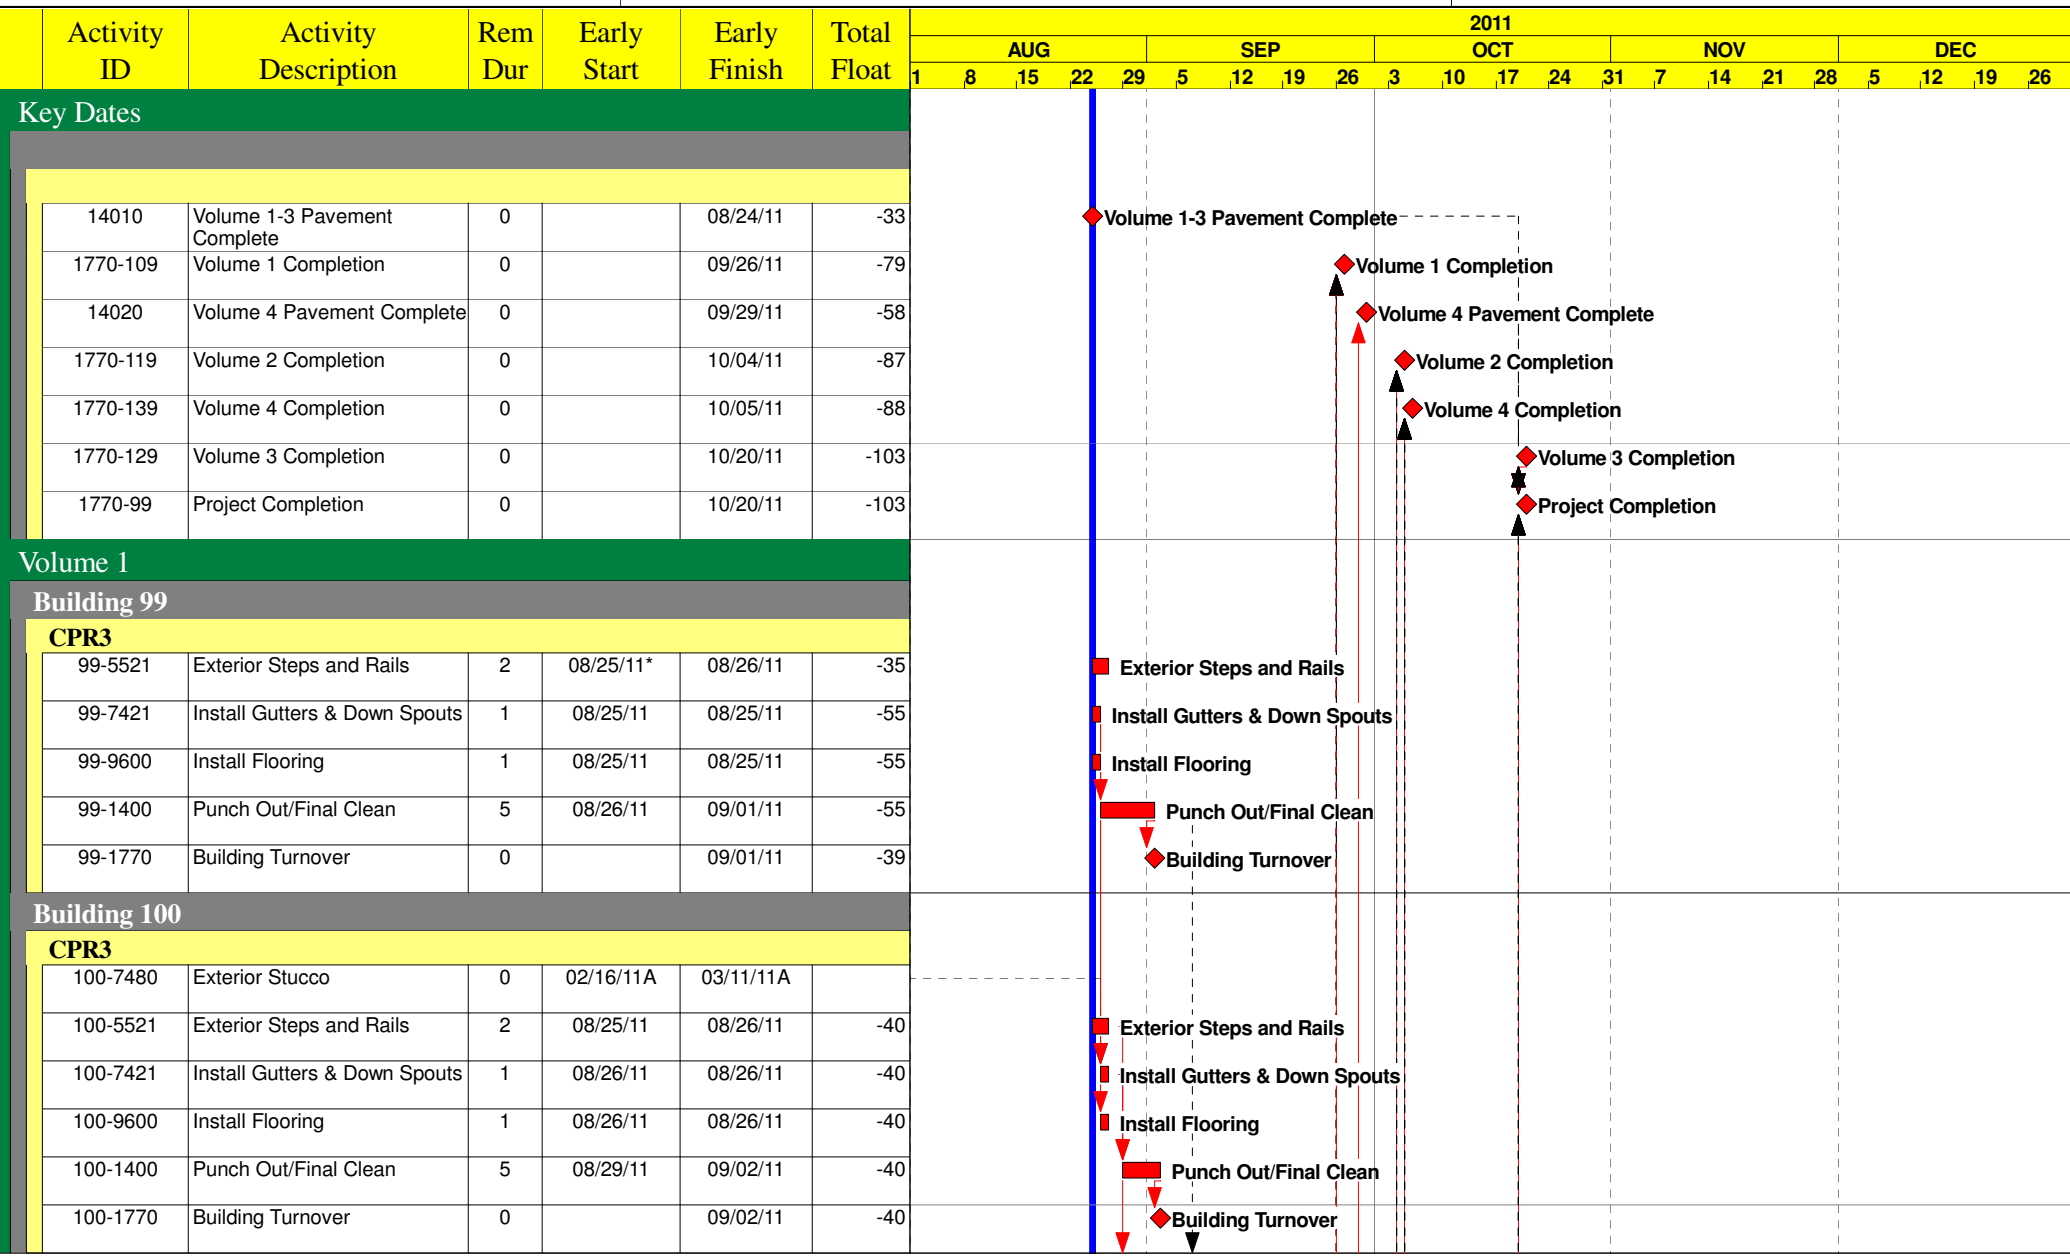 Activity ID Activity Description Rem Dur Early Start Early Finish Total Float
2011
AUG SEP OCT NOV DEC
1 8 15 22 29 5 12 19 26 3 10 17 24 31 7 14 21 28 5 12 19 26
Key Dates
14010 Volume 1-3 Pavement Complete 0 08/24/11 -33 Volume 1-3 Pavement Complete
1770-109 Volume 1 Completion 0 09/26/11 -79 Volume 1 Completion
14020 Volume 4 Pavement Complete 0 09/29/11 -58 Volume 4 Pavement Complete
1770-119 Volume 2 Completion 0 10/04/11 -87 Volume 2 Completion
1770-139 Volume 4 Completion 0 10/05/11 -88 Volume 4 Completion
1770-129 Volume 3 Completion 0 10/20/11 -103 Volume 3 Completion
1770-99 Project Completion 0 10/20/11 -103 Project Completion
Volume 1
Building 99
CPR3
99-5521 Exterior Steps and Rails 2 08/25/11* 08/26/11 -35 Exterior Steps and Rails
99-7421 Install Gutters & Down Spouts 1 08/25/11 08/25/11 -55 Install Gutters & Down Spouts
99-9600 Install Flooring 1 08/25/11 08/25/11 -55 Install Flooring
99-1400 Punch Out/Final Clean 5 08/26/11 09/01/11 -55 Punch Out/Final Clean
99-1770 Building Turnover 0 09/01/11 -39 Building Turnover
Building 100
CPR3
100-7480 Exterior Stucco 0 02/16/11A 03/11/11A
100-5521 Exterior Steps and Rails 2 08/25/11 08/26/11 -40 Exterior Steps and Rails
100-7421 Install Gutters & Down Spouts 1 08/26/11 08/26/11 -40 Install Gutters & Down Spouts
100-9600 Install Flooring 1 08/26/11 08/26/11 -40 Install Flooring
100-1400 Punch Out/Final Clean 5 08/29/11 09/02/11 -40 Punch Out/Final Clean
100-1770 Building Turnover 0 09/02/11 -40 Building Turnover